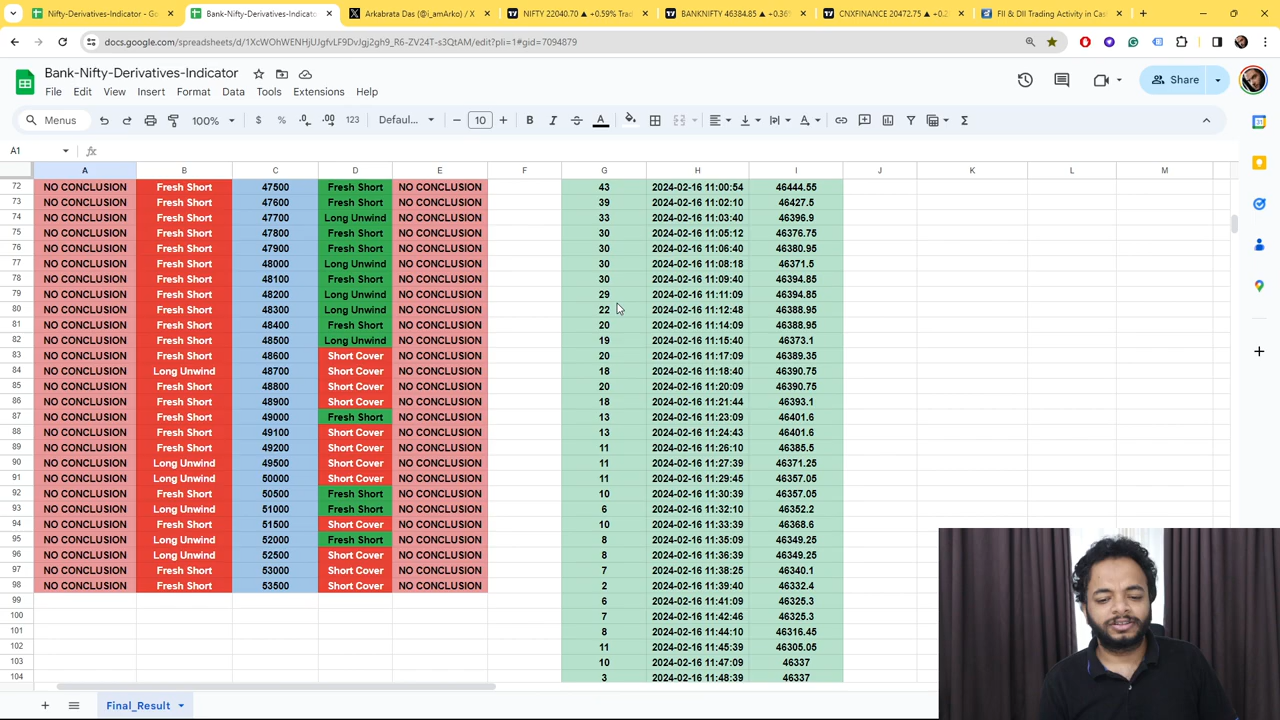 Nifty-Derivatives-Indicator - Go
Bank-Nifty-Derivatives-Indicato
Arkabrata Das (@i_amArko) / X
NIFTY 22040.70 ▲ +0.59% Trad
BANKNIFTY 46384.85 ▲ +0.36%
CNXFINANCE 20472.75 ▲ +0.2
FII & DII Trading Activity in Cas
Bank-Nifty-Derivatives-Indicator
File Edit View Insert Format Data Tools Extensions Help
Share
Menus 100% $ % .0 .00 123 Defaul... 10 B I A
A1 fx
A B C D E F G H I J K L M
72 NO CONCLUSION Fresh Short 47500 Fresh Short NO CONCLUSION 43 2024-02-16 11:00:54 46444.55
73 NO CONCLUSION Fresh Short 47600 Fresh Short NO CONCLUSION 39 2024-02-16 11:02:10 46427.5
74 NO CONCLUSION Fresh Short 47700 Long Unwind NO CONCLUSION 33 2024-02-16 11:03:40 46396.9
75 NO CONCLUSION Fresh Short 47800 Fresh Short NO CONCLUSION 30 2024-02-16 11:05:12 46376.75
76 NO CONCLUSION Fresh Short 47900 Fresh Short NO CONCLUSION 30 2024-02-16 11:06:40 46380.95
77 NO CONCLUSION Fresh Short 48000 Long Unwind NO CONCLUSION 30 2024-02-16 11:08:18 46371.5
78 NO CONCLUSION Fresh Short 48100 Fresh Short NO CONCLUSION 30 2024-02-16 11:09:40 46394.85
79 NO CONCLUSION Fresh Short 48200 Long Unwind NO CONCLUSION 29 2024-02-16 11:11:09 46394.85
80 NO CONCLUSION Fresh Short 48300 Long Unwind NO CONCLUSION 22 2024-02-16 11:12:48 46388.95
81 NO CONCLUSION Fresh Short 48400 Fresh Short NO CONCLUSION 20 2024-02-16 11:14:09 46388.95
82 NO CONCLUSION Fresh Short 48500 Long Unwind NO CONCLUSION 19 2024-02-16 11:15:40 46373.1
83 NO CONCLUSION Fresh Short 48600 Short Cover NO CONCLUSION 20 2024-02-16 11:17:09 46389.35
84 NO CONCLUSION Long Unwind 48700 Short Cover NO CONCLUSION 18 2024-02-16 11:18:40 46390.75
85 NO CONCLUSION Fresh Short 48800 Short Cover NO CONCLUSION 20 2024-02-16 11:20:09 46390.75
86 NO CONCLUSION Fresh Short 48900 Short Cover NO CONCLUSION 18 2024-02-16 11:21:44 46393.1
87 NO CONCLUSION Fresh Short 49000 Fresh Short NO CONCLUSION 13 2024-02-16 11:23:09 46401.6
88 NO CONCLUSION Fresh Short 49100 Short Cover NO CONCLUSION 13 2024-02-16 11:24:43 46401.6
89 NO CONCLUSION Fresh Short 49200 Short Cover NO CONCLUSION 11 2024-02-16 11:26:10 46385.5
90 NO CONCLUSION Long Unwind 49500 Short Cover NO CONCLUSION 11 2024-02-16 11:27:39 46371.25
91 NO CONCLUSION Long Unwind 50000 Short Cover NO CONCLUSION 11 2024-02-16 11:29:45 46357.05
92 NO CONCLUSION Fresh Short 50500 Fresh Short NO CONCLUSION 10 2024-02-16 11:30:39 46357.05
93 NO CONCLUSION Long Unwind 51000 Fresh Short NO CONCLUSION 6 2024-02-16 11:32:10 46352.2
94 NO CONCLUSION Fresh Short 51500 Short Cover NO CONCLUSION 10 2024-02-16 11:33:39 46368.6
95 NO CONCLUSION Long Unwind 52000 Fresh Short NO CONCLUSION 8 2024-02-16 11:35:09 46349.25
96 NO CONCLUSION Long Unwind 52500 Short Cover NO CONCLUSION 8 2024-02-16 11:36:39 46349.25
97 NO CONCLUSION Fresh Short 53000 Short Cover NO CONCLUSION 7 2024-02-16 11:38:25 46340.1
98 NO CONCLUSION Fresh Short 53500 Short Cover NO CONCLUSION 2 2024-02-16 11:39:40 46332.4
99 6 2024-02-16 11:41:09 46325.3
100 7 2024-02-16 11:42:46 46325.3
101 8 2024-02-16 11:44:10 46316.45
102 11 2024-02-16 11:45:39 46305.05
103 10 2024-02-16 11:47:09 46337
104 3 2024-02-16 11:48:39 46337
Final_Result